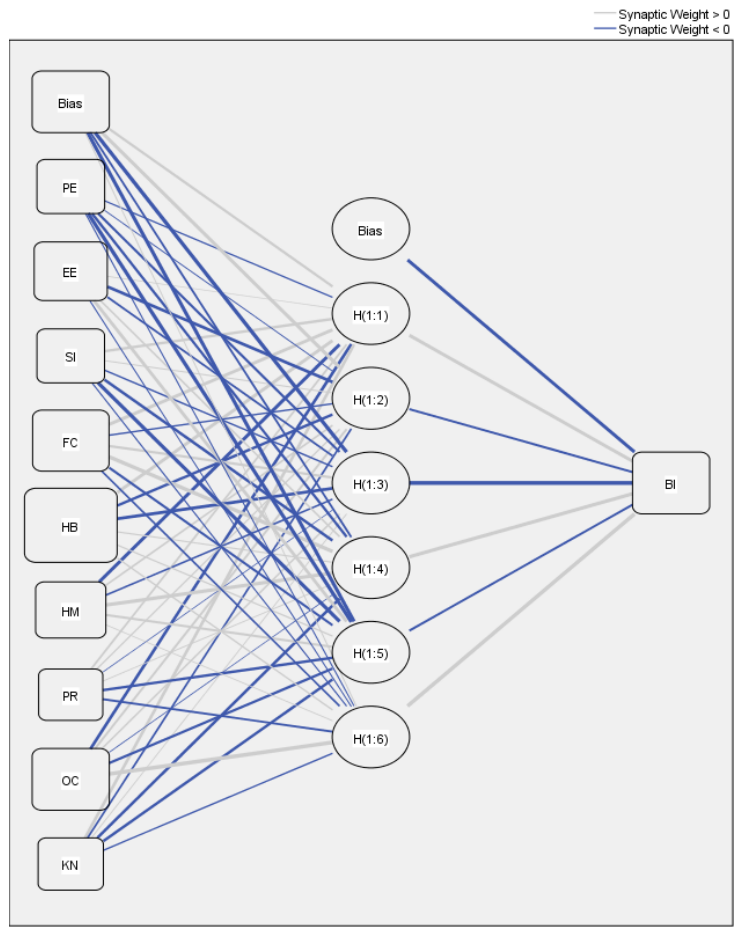 Synaptic Weight > 0
Synaptic Weight < 0
Bias
PE
EE
SI
FC
HB
HM
PR
OC
KN
Bias
H(1:1)
H(1:2)
H(1:3)
H(1:4)
H(1:5)
H(1:6)
BI